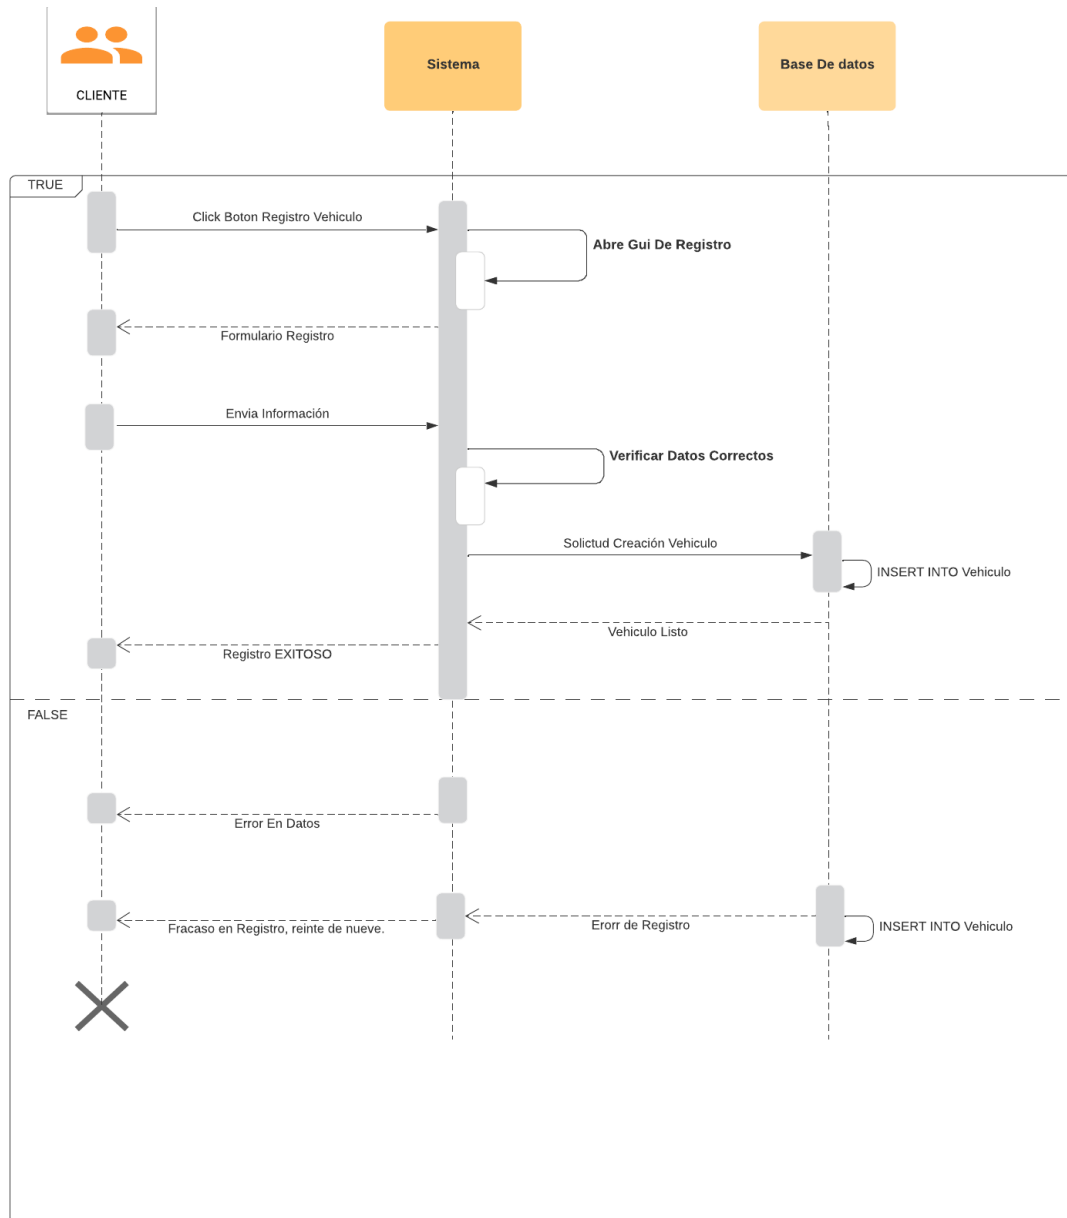 CLIENTE
Sistema
Base De datos
TRUE
Click Boton Registro Vehiculo
Abre Gui De Registro
Formulario Registro
Envia Información
Verificar Datos Correctos
Solictud Creación Vehiculo
INSERT INTO Vehiculo
Vehiculo Listo
Registro EXITOSO
FALSE
Error En Datos
Erorr de Registro
INSERT INTO Vehiculo
Fracaso en Registro, reinte de nueve.